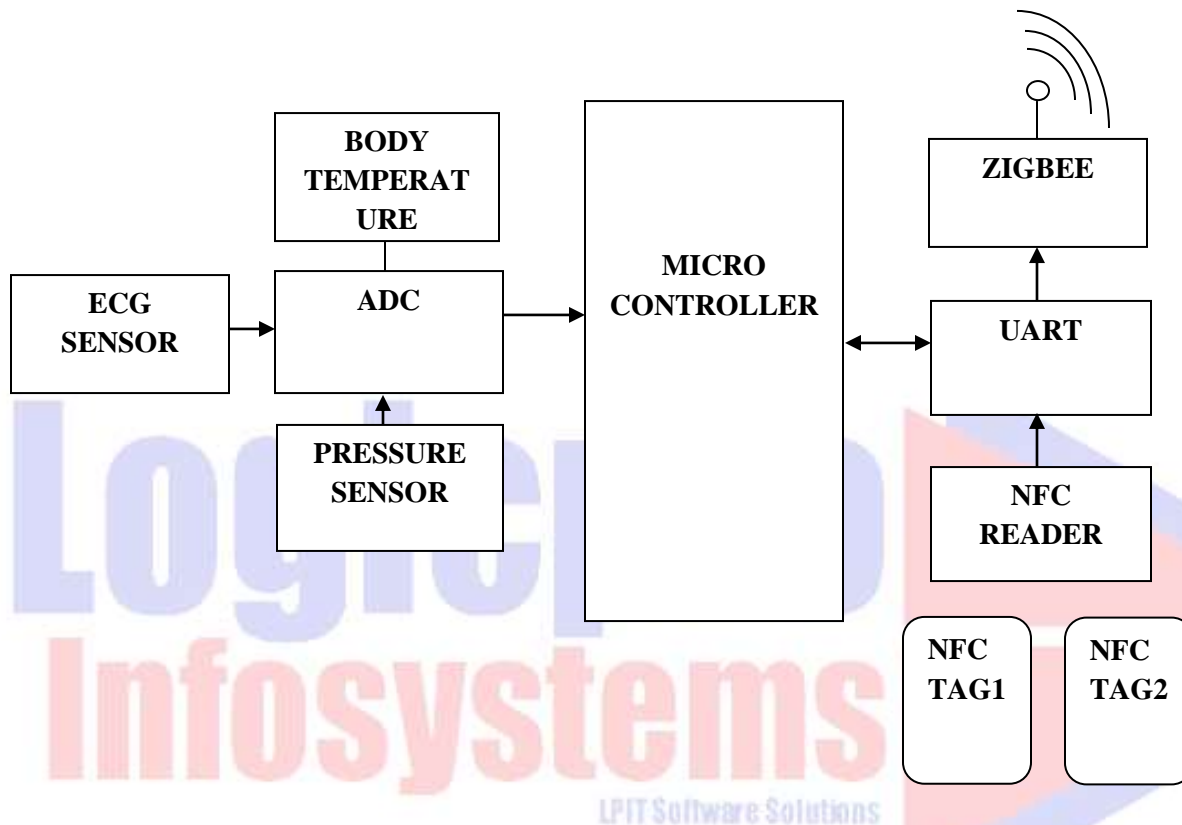 BODY
TEMPERAT
URE
ZIGBEE
ECG
SENSOR
ADC
MICRO
CONTROLLER
UART
PRESSURE
SENSOR
NFC
READER
NFC
TAG1
NFC
TAG2
Infosystems
LPIT Software Solutions